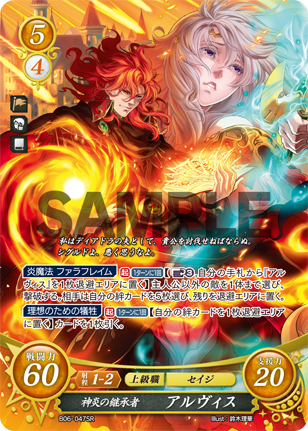 5
4
SAMPLE
私はディアドラの夫として、貴公を討伐せねばならぬ。
シグルドよ、悪く思うなよ。
炎魔法 ファラフレイム 起 1ターンに1回 3、自分の手札から「アル
ヴィス」を1枚退避エリアに置く】主人公以外の敵を1体まで選び、
撃破する。相手は自分の絆カードを5枚選び、残りを退避エリアに置く。
理想のための犠牲 起 1ターンに1回【自分の絆カードを1枚退避エリア
に置く】カードを1枚引く。
戦闘力
60
射程 1-2
上級職
セイジ
支援力
20
神炎の継承者 アルヴィス
B06-047SR
Illust：鈴木理華